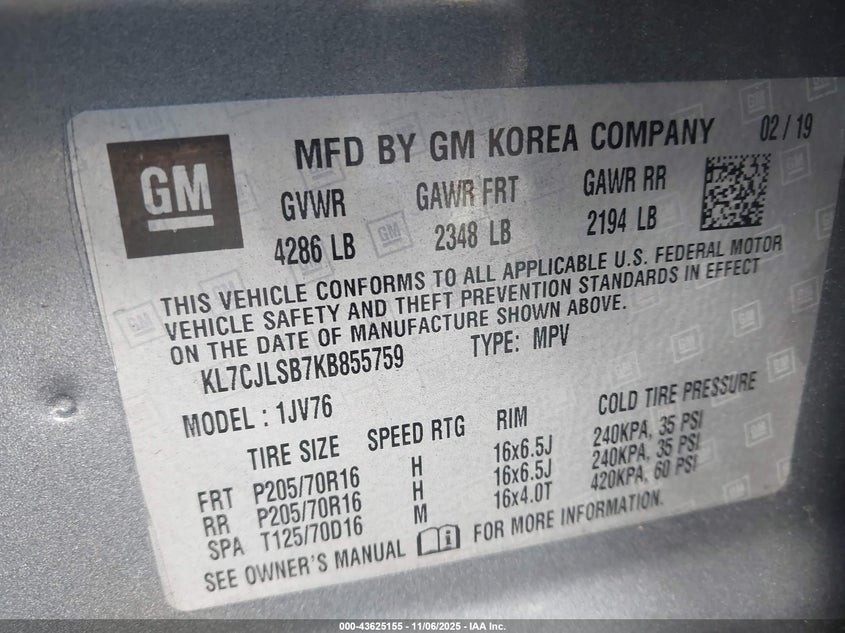 GM
MFD BY GM KOREA COMPANY 02 / 19
GVWR GAWR FRT GAWR RR
4286 LB 2348 LB 2194 LB
THIS VEHICLE CONFORMS TO ALL APPLICABLE U.S. FEDERAL MOTOR
VEHICLE SAFETY AND THEFT PREVENTION STANDARDS IN EFFECT
ON THE DATE OF MANUFACTURE SHOWN ABOVE.
KL7CJLSB7KB855759 TYPE: MPV
MODEL : 1JV76
TIRE SIZE SPEED RTG RIM COLD TIRE PRESSURE
FRT P205/70R16 H 16x6.5J 240KPA, 35 PSI
RR P205/70R16 H 16x6.5J 240KPA, 35 PSI
SPA T125/70D16 M 16x4.0T 420KPA, 60 PSI
SEE OWNER'S MANUAL FOR MORE INFORMATION.
000-43625155 - 11/06/2025 - IAA Inc.